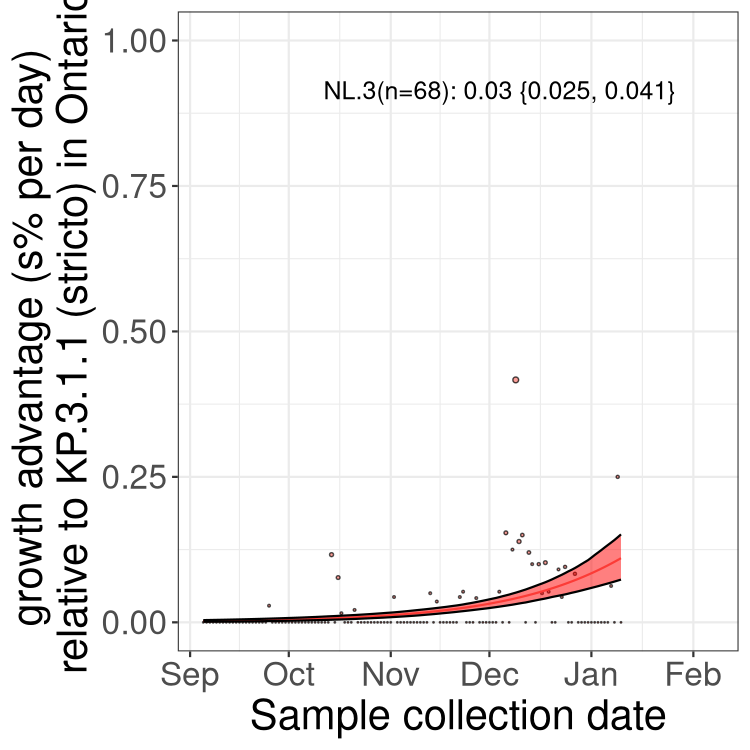 growth advantage (s% per day)
relative to KP.3.1.1 (stricto) in Ontario
1.00
0.75
0.50
0.25
0.00
NL.3(n=68): 0.03 {0.025, 0.041}
Sep Oct Nov Dec Jan Feb
Sample collection date